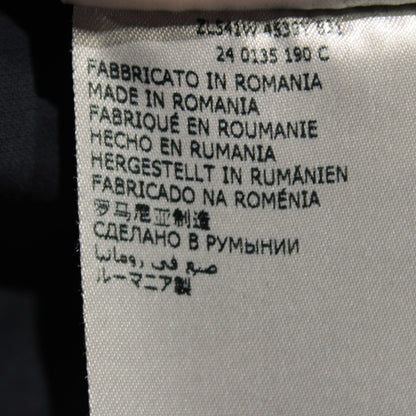 24 0135 190 C
FABBRICATO IN ROMANIA
MADE IN ROMANIA
FABRIQUÉ EN ROUMANIE
HECHO EN RUMANIA
HERGESTELLT IN RUMÄNIEN
FABRICADO NA ROMÉNIA
罗马尼亚制造
СДЕЛАНО В РУМЫНИИ
صنع في رومانيا
ルーマニア製